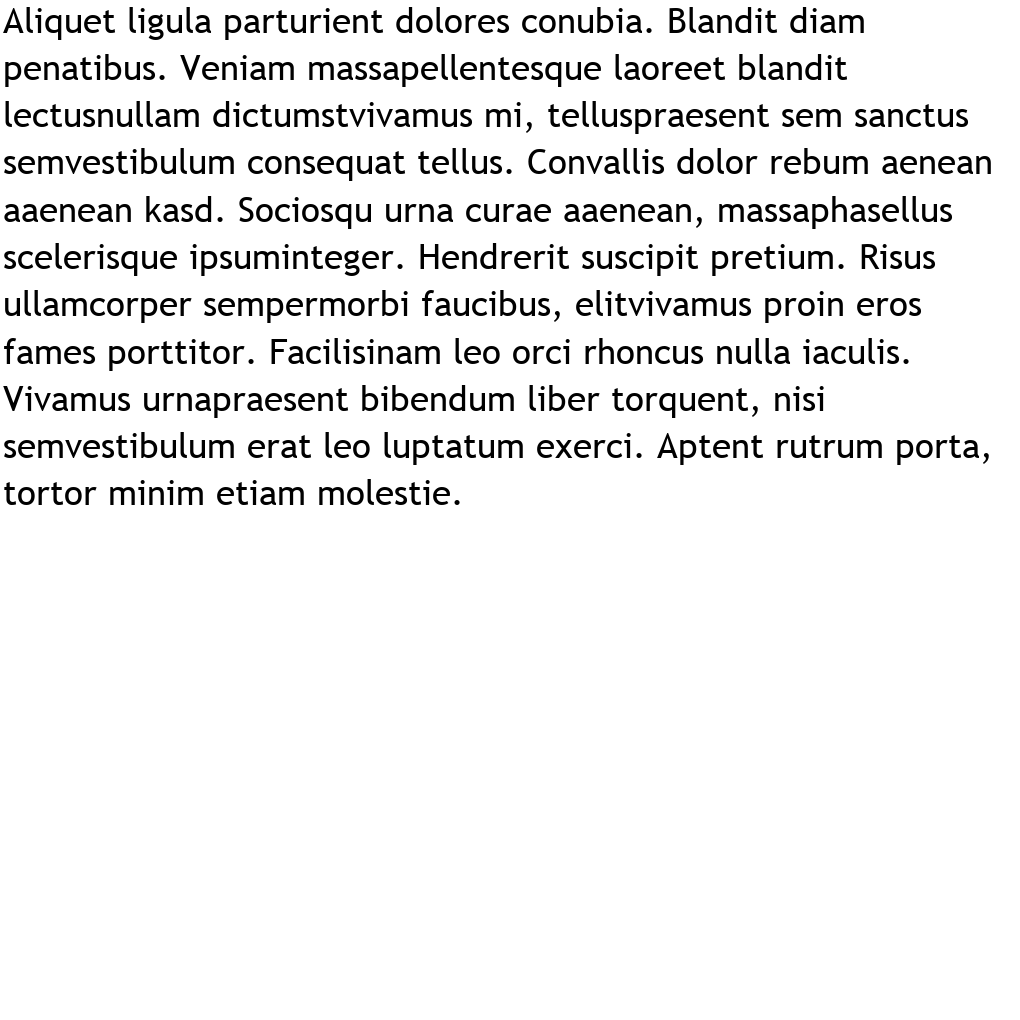 Aliquet ligula parturient dolores conubia. Blandit diam
penatibus. Veniam massapellentesque laoreet blandit
lectusnullam dictumstvivamus mi, telluspraesent sem sanctus
semvestibulum consequat tellus. Convallis dolor rebum aenean
aaenean kasd. Sociosqu urna curae aaenean, massaphasellus
scelerisque ipsuminteger. Hendrerit suscipit pretium. Risus
ullamcorper sempermorbi faucibus, elitvivamus proin eros
fames porttitor. Facilisinam leo orci rhoncus nulla iaculis.
Vivamus urnapraesent bibendum liber torquent, nisi
semvestibulum erat leo luptatum exerci. Aptent rutrum porta,
tortor minim etiam molestie.